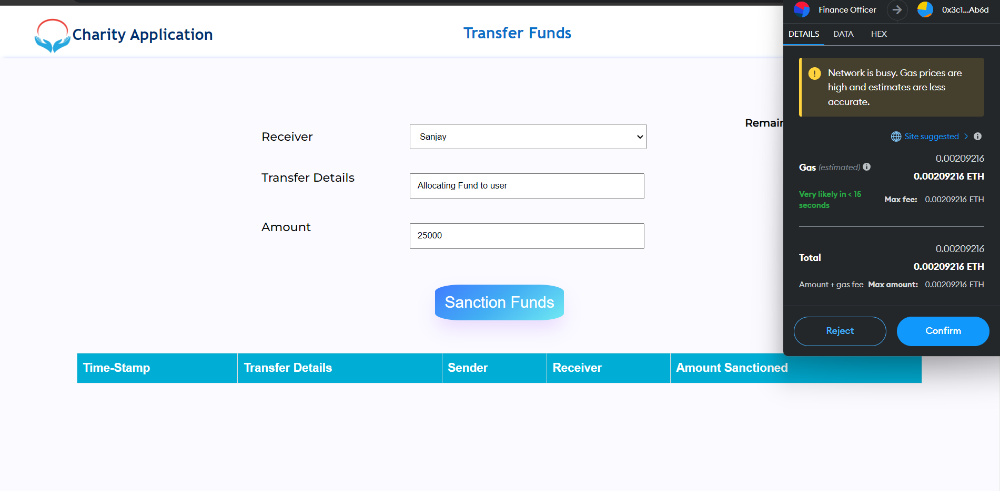 Charity Application
Transfer Funds
Receiver
Sanjay
Transfer Details
Allocating Fund to user
Amount
25000
Sanction Funds
Time-Stamp Transfer Details Sender Receiver Amount Sanctioned
Finance Officer 0x3c1...Ab6d
DETAILS DATA HEX
Network is busy. Gas prices are
high and estimates are less
accurate.
Site suggested >
0.00209216
Gas (estimated)
0.00209216 ETH
Very likely in < 15
seconds
Max fee: 0.00209216 ETH
0.00209216
Total
0.00209216 ETH
Amount + gas fee Max amount: 0.00209216 ETH
Reject Confirm